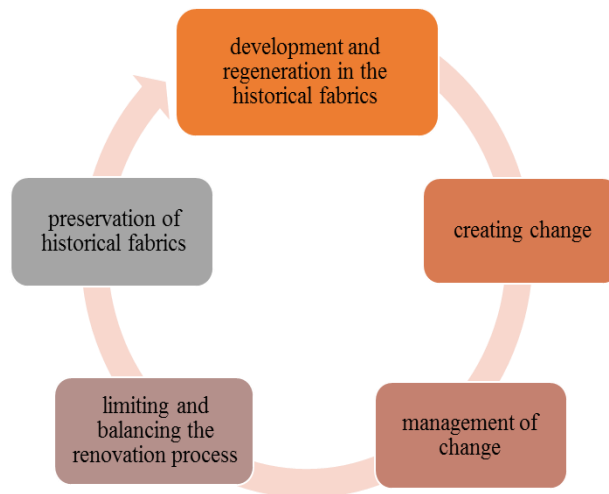 development and
regeneration in the
historical fabrics
creating change
management of
change
limiting and
balancing the
renovation process
preservation of
historical fabrics